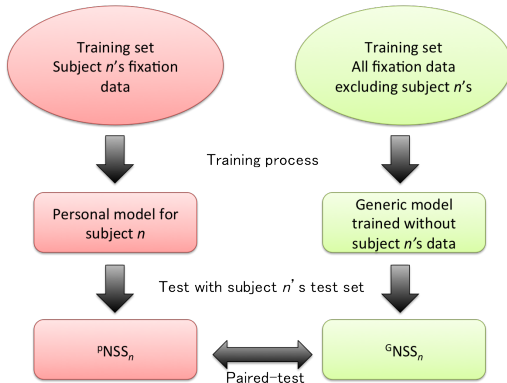 Training set
Subject n's fixation
data
Training set
All fixation data
excluding subject n's
Training process
Personal model for
subject n
Generic model
trained without
subject n's data
Test with subject n's test set
ᵖNSSₙ
ᴳNSSₙ
Paired-test